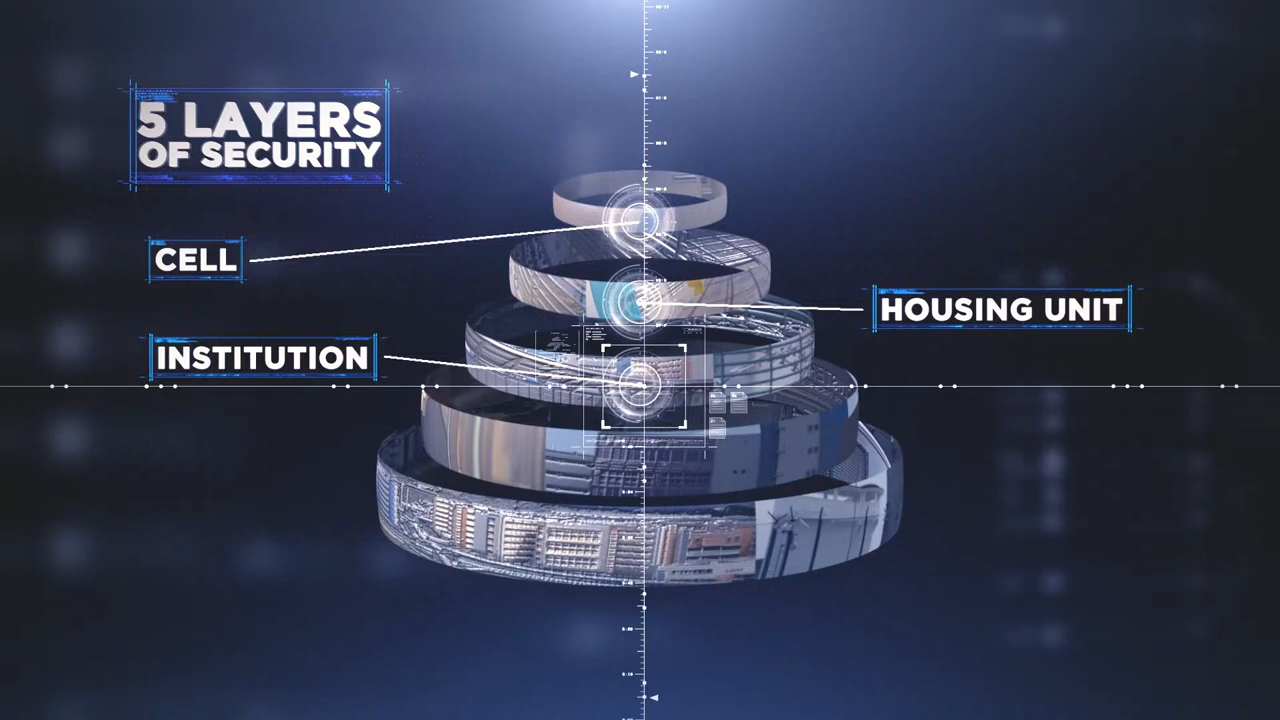 5 LAYERS
OF SECURITY
CELL
HOUSING UNIT
INSTITUTION